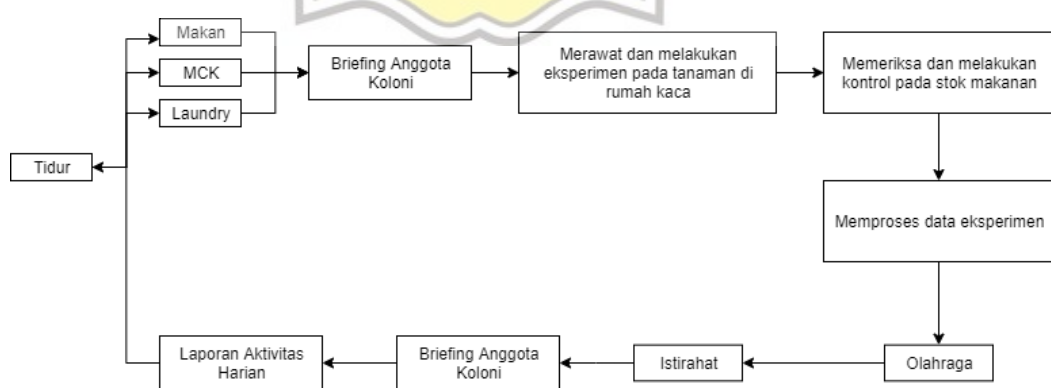 Makan
MCK
Laundry
Tidur
Briefing Anggota
Koloni
Merawat dan melakukan
eksperimen pada tanaman di
rumah kaca
Memeriksa dan melakukan
kontrol pada stok makanan
Memproses data eksperimen
Olahraga
Istirahat
Briefing Anggota
Koloni
Laporan Aktivitas
Harian